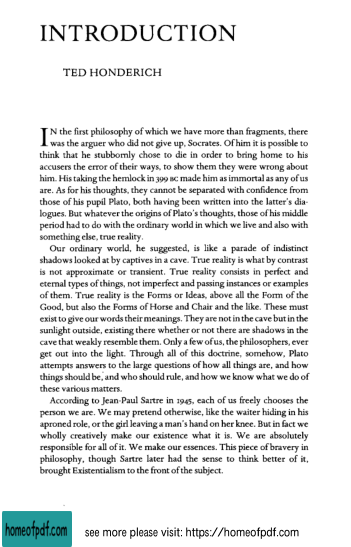 INTRODUCTION
TED HONDERICH
IN the first philosophy of which we have more than fragments, there
was the arguer who did not give up, Socrates. Of him it is possible to
think that he stubbornly chose to die in order to bring home to his
accusers the error of their ways, to show them they were wrong about
him. His taking the hemlock in 399 BC made him as immortal as any of us
are. As for his thoughts, they cannot be separated with confidence from
those of his pupil Plato, both having been written into the latter's dia-
logues. But whatever the origins of Plato's thoughts, those of his middle
period had to do with the ordinary world in which we live and also with
something else, true reality.
Our ordinary world, he suggested, is like a parade of indistinct
shadows looked at by captives in a cave. True reality is what by contrast
is not approximate or transient. True reality consists in perfect and
eternal types of things, not imperfect and passing instances or examples
of them. True reality is the Forms or Ideas, above all the Form of the
Good, but also the Forms of Horse and Chair and the like. These must
exist to give our words their meanings. They are not in the cave but in the
sunlight outside, existing there whether or not there are shadows in the
cave that weakly resemble them. Only a few of us, the philosophers, ever
get out into the light. Through all of this doctrine, somehow, Plato
attempts answers to the large questions of how all things are, and how
things should be, and who should rule, and how we know what we do of
these various matters.
According to Jean-Paul Sartre in 1945, each of us freely chooses the
person we are. We may pretend otherwise, like the waiter hiding in his
aproned role, or the girl leaving a man's hand on her knee. But in fact we
wholly creatively make our existence what it is. We are absolutely
responsible for all of it. We make our essences. This piece of bravery in
philosophy, though Sartre later had the sense to think better of it,
brought Existentialism to the front of the subject.
homeofpdf.com
see more please visit: https://homeofpdf.com